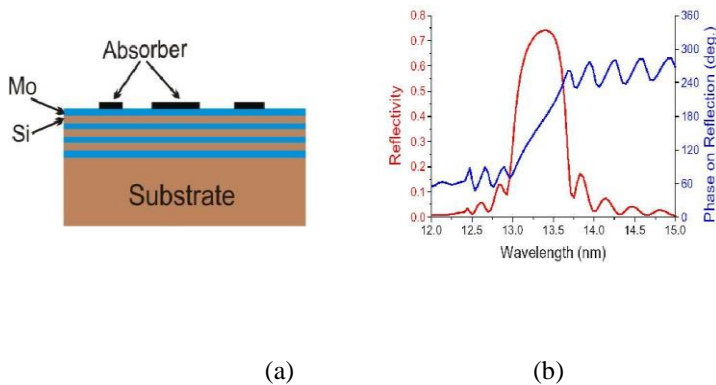 Absorber
Mo
Si
Substrate
Reflectivity
0.8
0.7
0.6
0.5
0.4
0.3
0.2
0.1
0.0
12.0 12.5 13.0 13.5 14.0 14.5 15.0
Wavelength (nm)
360
300
240
180
120
60
0
Phase on Reflection (deg.)
(a) (b)